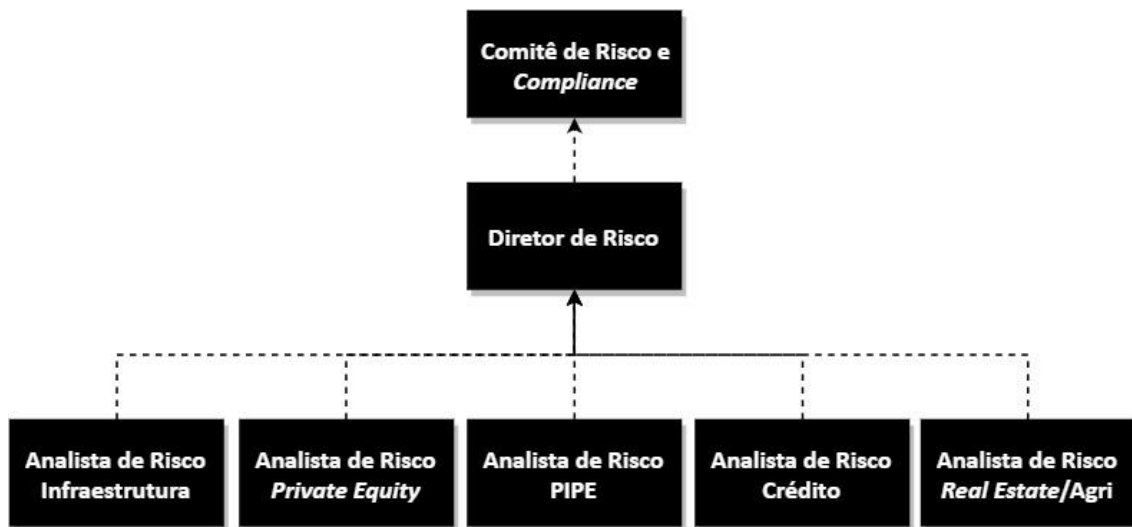 Comitê de Risco e
Compliance
Diretor de Risco
Analista de Risco
Infraestrutura
Analista de Risco
Private Equity
Analista de Risco
PIPE
Analista de Risco
Crédito
Analista de Risco
Real Estate/Agri